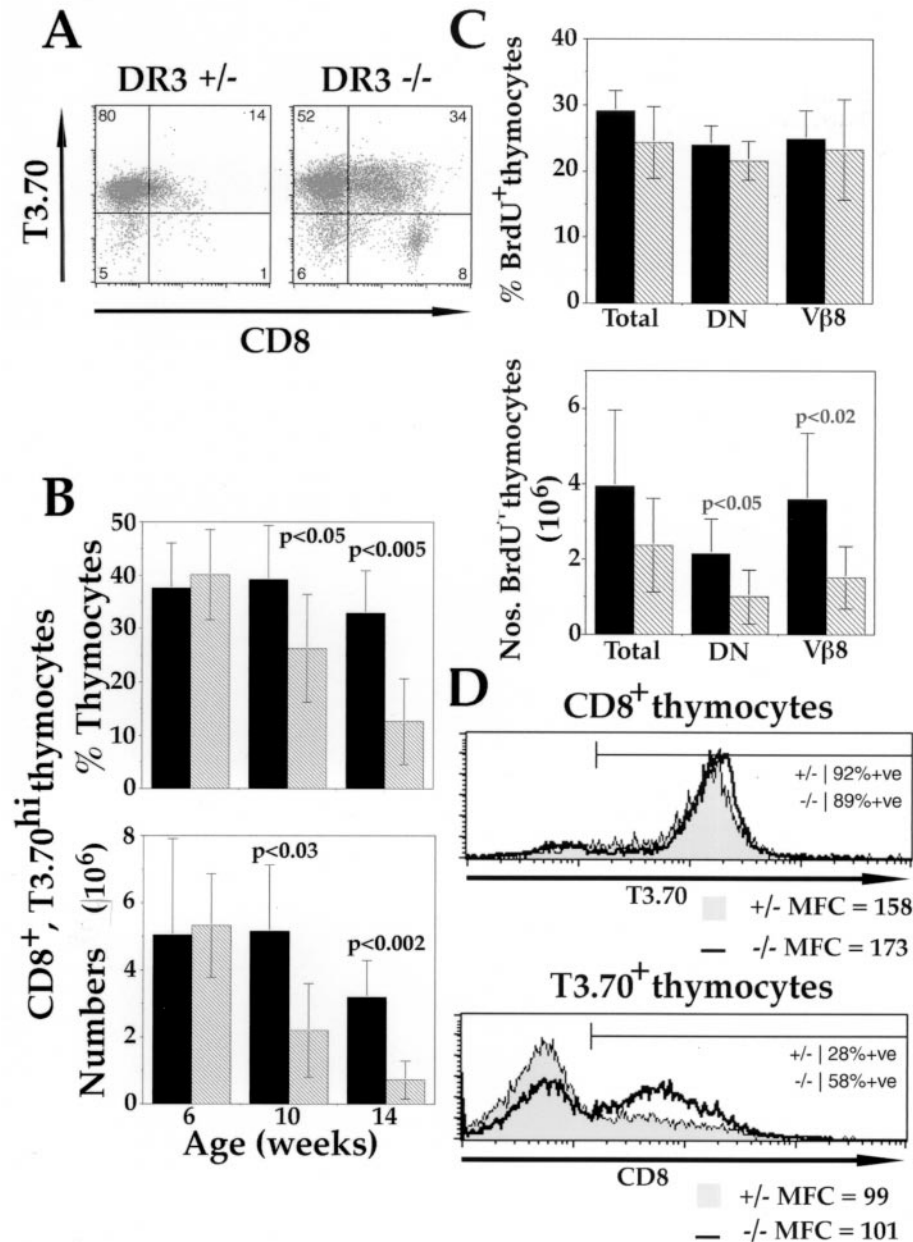 A
DR3 +/-
DR3 -/-
80
14
5
1
52
34
6
8
T3.70
CD8
B
CD8+, T3.70hi thymocytes
% Thymocytes
50
40
30
20
10
0
p<0.05
p<0.005
Numbers (10^6)
8
6
4
2
0
p<0.03
p<0.002
6
10
14
Age (weeks)
C
% BrdU+ thymocytes
40
30
20
10
0
Total
DN
Vβ8
Nos. BrdU+ thymocytes
(10^6)
6
4
2
0
p<0.05
p<0.02
Total
DN
Vβ8
D
CD8+ thymocytes
+/- | 92%+ve
-/- | 89%+ve
T3.70
+/- MFC = 158
-/- MFC = 173
T3.70+ thymocytes
+/- | 28%+ve
-/- | 58%+ve
CD8
+/- MFC = 99
-/- MFC = 101